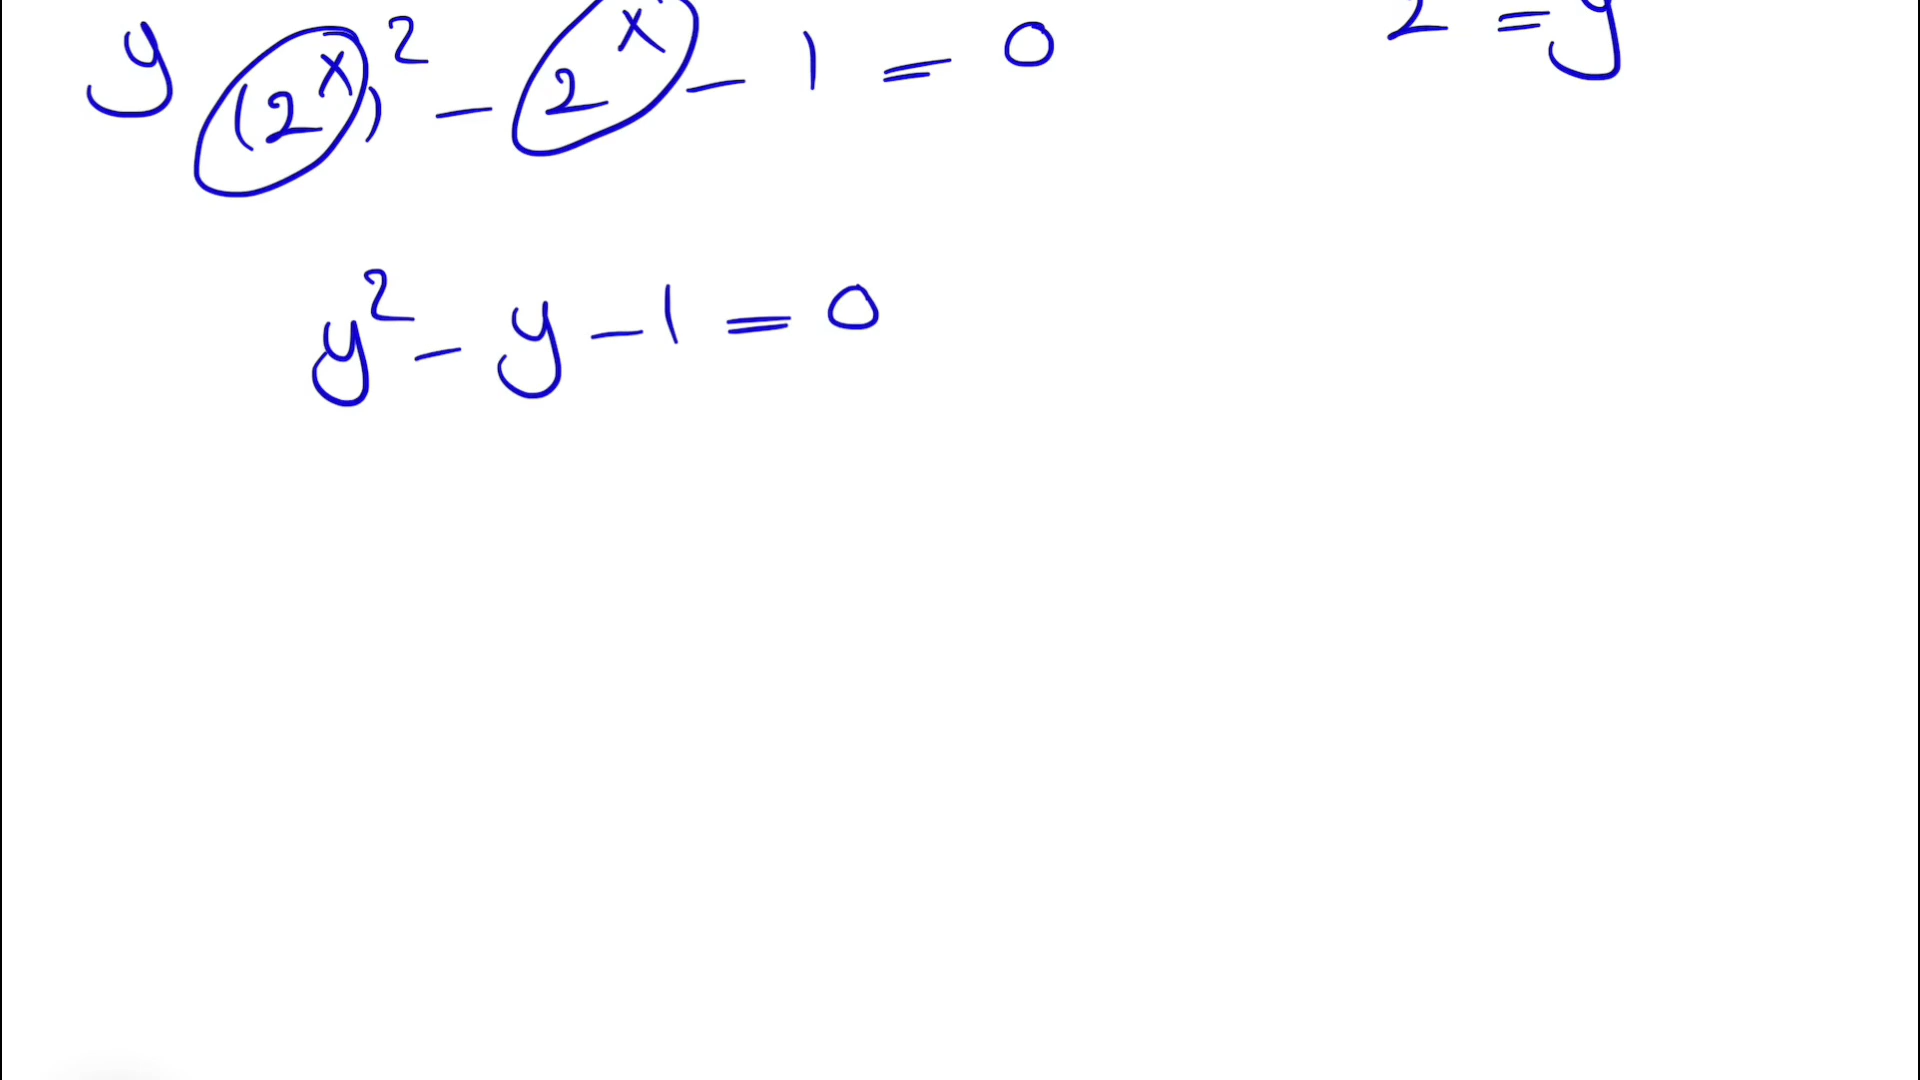 y (2^x)^2 - 2^x - 1 = 0
2 = y
y^2 - y - 1 = 0